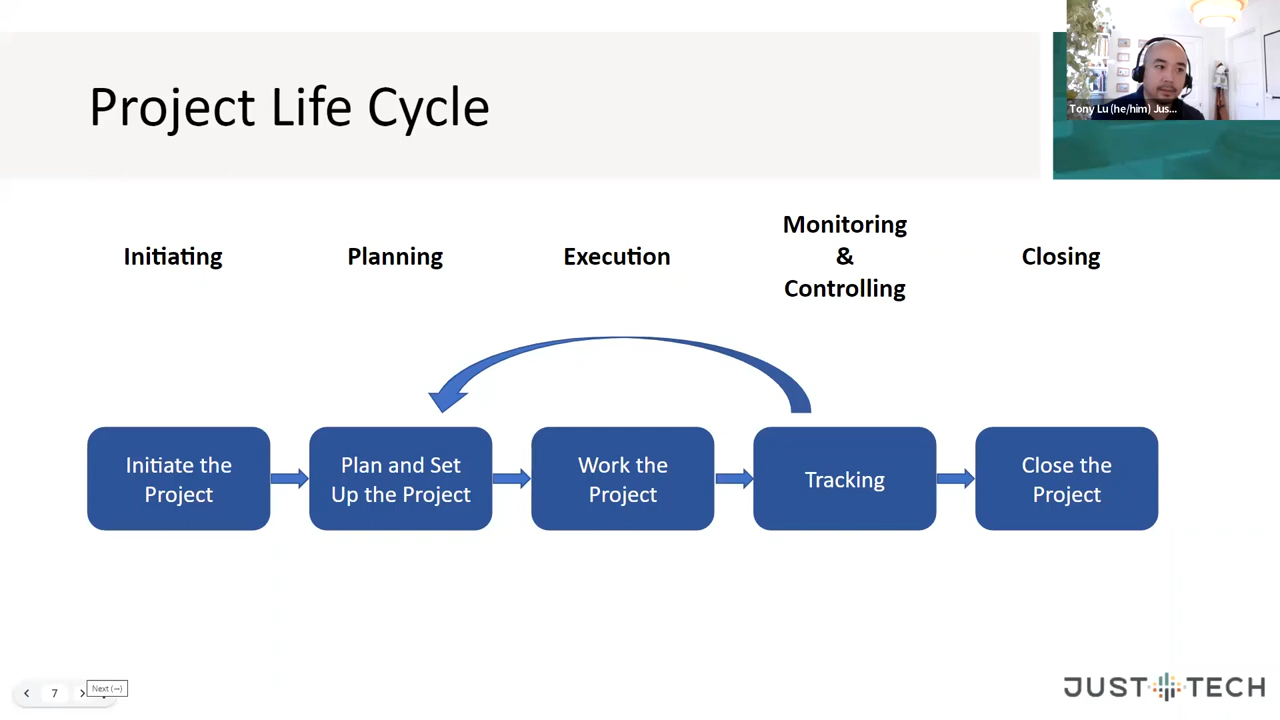 Project Life Cycle
Tony Lu (he/him) Jus...
Initiating
Planning
Execution
Monitoring
&
Controlling
Closing
Initiate the
Project
Plan and Set
Up the Project
Work the
Project
Tracking
Close the
Project
7
Next (→)
JUST TECH